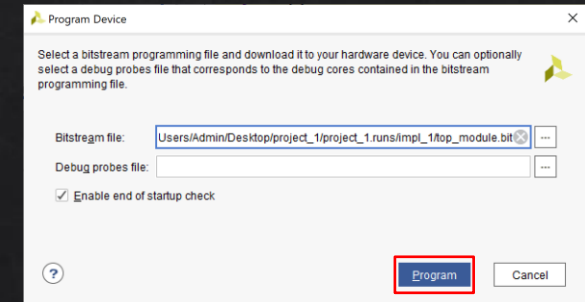 Program Device
Select a bitstream programming file and download it to your hardware device. You can optionally
select a debug probes file that corresponds to the debug cores contained in the bitstream
programming file.
Bitstream file: Users/Admin/Desktop/project_1/project_1.runs/impl_1/top_module.bit ...
Debug probes file: ...
Enable end of startup check
? Program Cancel